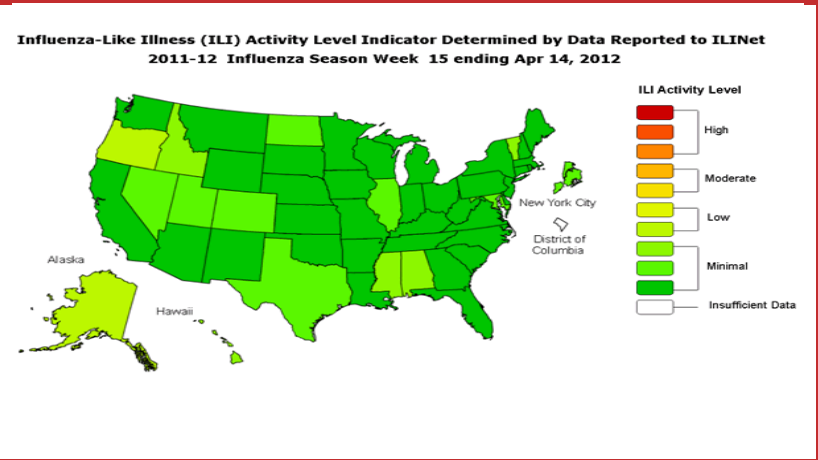 Influenza-Like Illness (ILI) Activity Level Indicator Determined by Data Reported to ILINet
2011-12 Influenza Season Week 15 ending Apr 14, 2012
ILI Activity Level
High
Moderate
Low
Minimal
Insufficient Data
New York City
District of
Columbia
Alaska
Hawaii